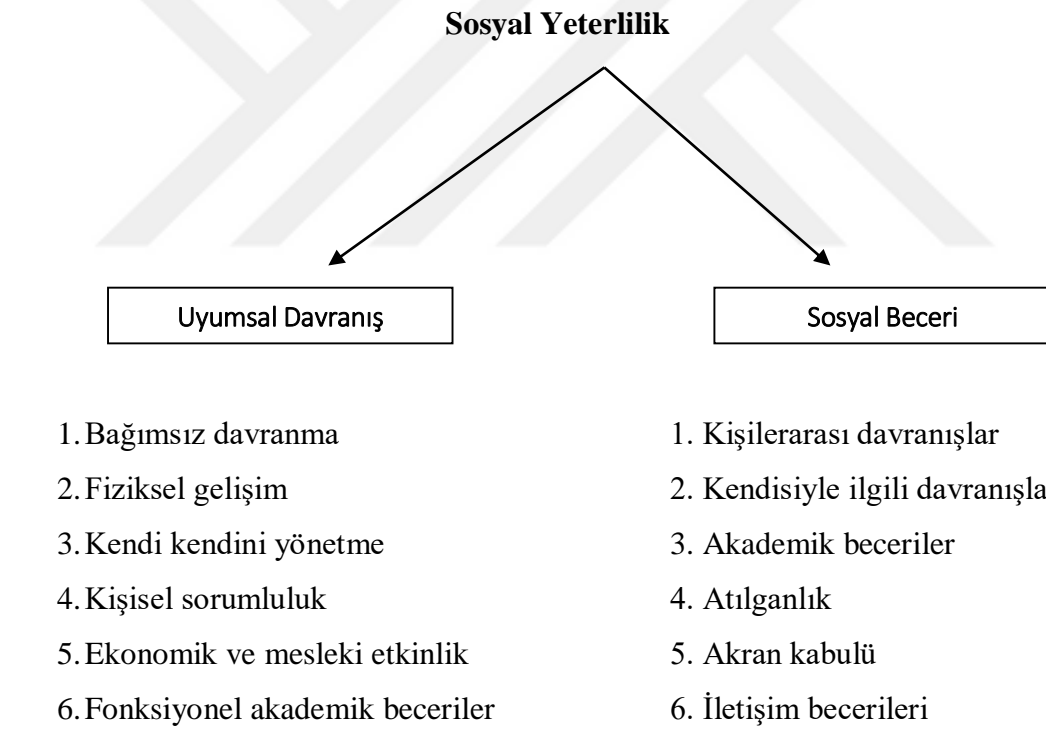 Sosyal Yeterlilik
Uyumsal Davranış
Sosyal Beceri
1. Bağımsız davranma
2. Fiziksel gelişim
3. Kendi kendini yönetme
4. Kişisel sorumluluk
5. Ekonomik ve mesleki etkinlik
6. Fonksiyonel akademik beceriler
1. Kişilerarası davranışlar
2. Kendisiyle ilgili davranışla
3. Akademik beceriler
4. Atılganlık
5. Akran kabulü
6. İletişim becerileri